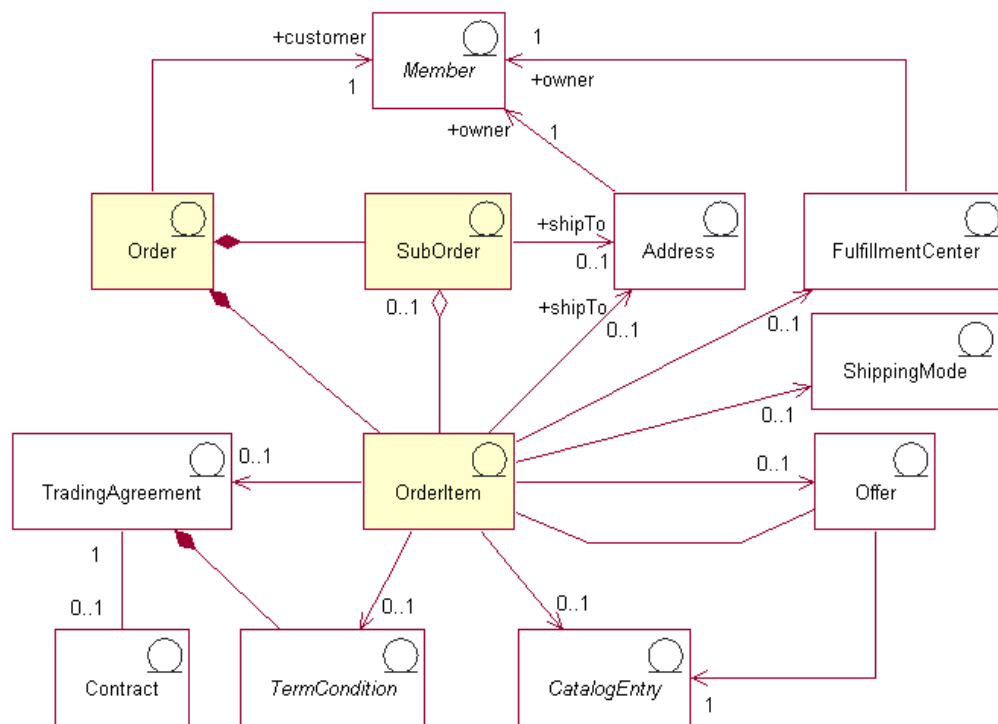 +customer
1
Member
1
+owner
+owner
1
Order
SubOrder
+shipTo
0..1
Address
FulfillmentCenter
0..1
+shipTo
0..1
0..1
ShippingMode
0..1
TradingAgreement
0..1
OrderItem
0..1
Offer
1
0..1
0..1
0..1
Contract
TermCondition
CatalogEntry
1